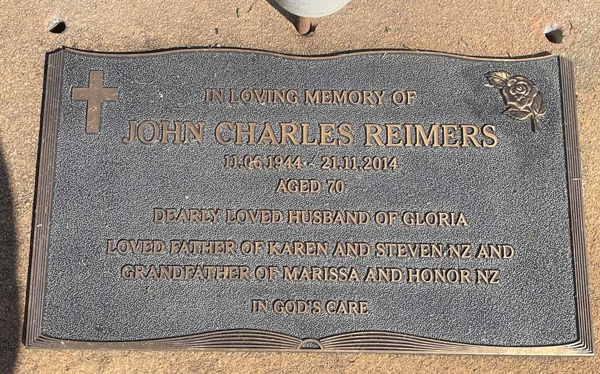 IN LOVING MEMORY OF
JOHN CHARLES REIMERS
11.06.1944 - 21.11.2014
AGED 70
DEARLY LOVED HUSBAND OF GLORIA
LOVED FATHER OF KAREN AND STEVEN NZ AND
GRANDFATHER OF MARISSA AND HONOR NZ
IN GOD'S CARE